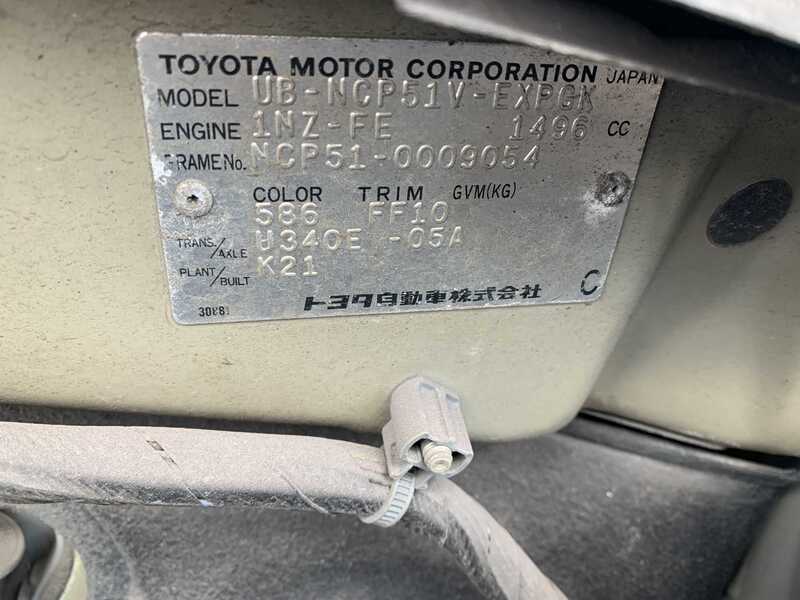 TOYOTA MOTOR CORPORATION JAPAN
MODEL UB-NCP51V-EXPGK
ENGINE 1NZ-FE 1496 CC
FRAME No. NCP51-0009054
COLOR TRIM GVM(KG)
586 FF10
TRANS./AXLE U340E -05A
PLANT/BUILT K21
トヨタ自動車株式会社 C